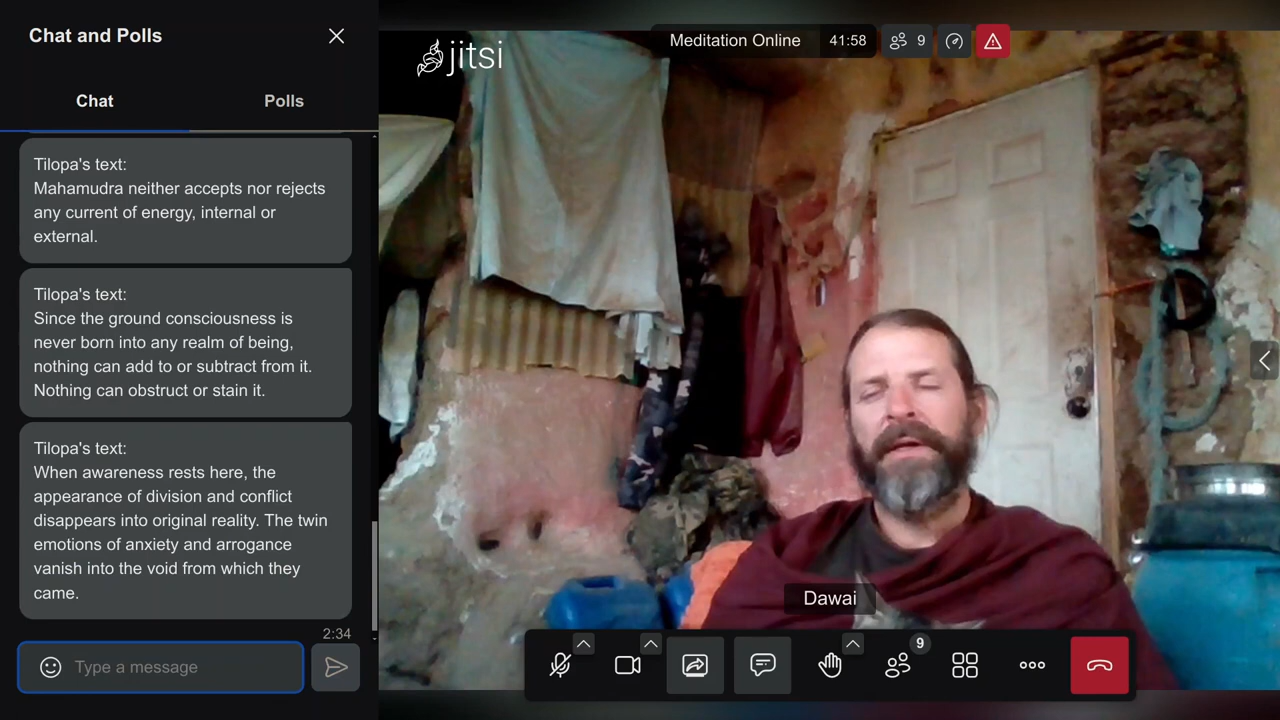 Chat and Polls
Chat
Polls
Tilopa's text:
Mahamudra neither accepts nor rejects
any current of energy, internal or
external.
Tilopa's text:
Since the ground consciousness is
never born into any realm of being,
nothing can add to or subtract from it.
Nothing can obstruct or stain it.
Tilopa's text:
When awareness rests here, the
appearance of division and conflict
disappears into original reality. The twin
emotions of anxiety and arrogance
vanish into the void from which they
came.
2:34
Type a message
jitsi
Meditation Online
41:58
9
Dawai
9